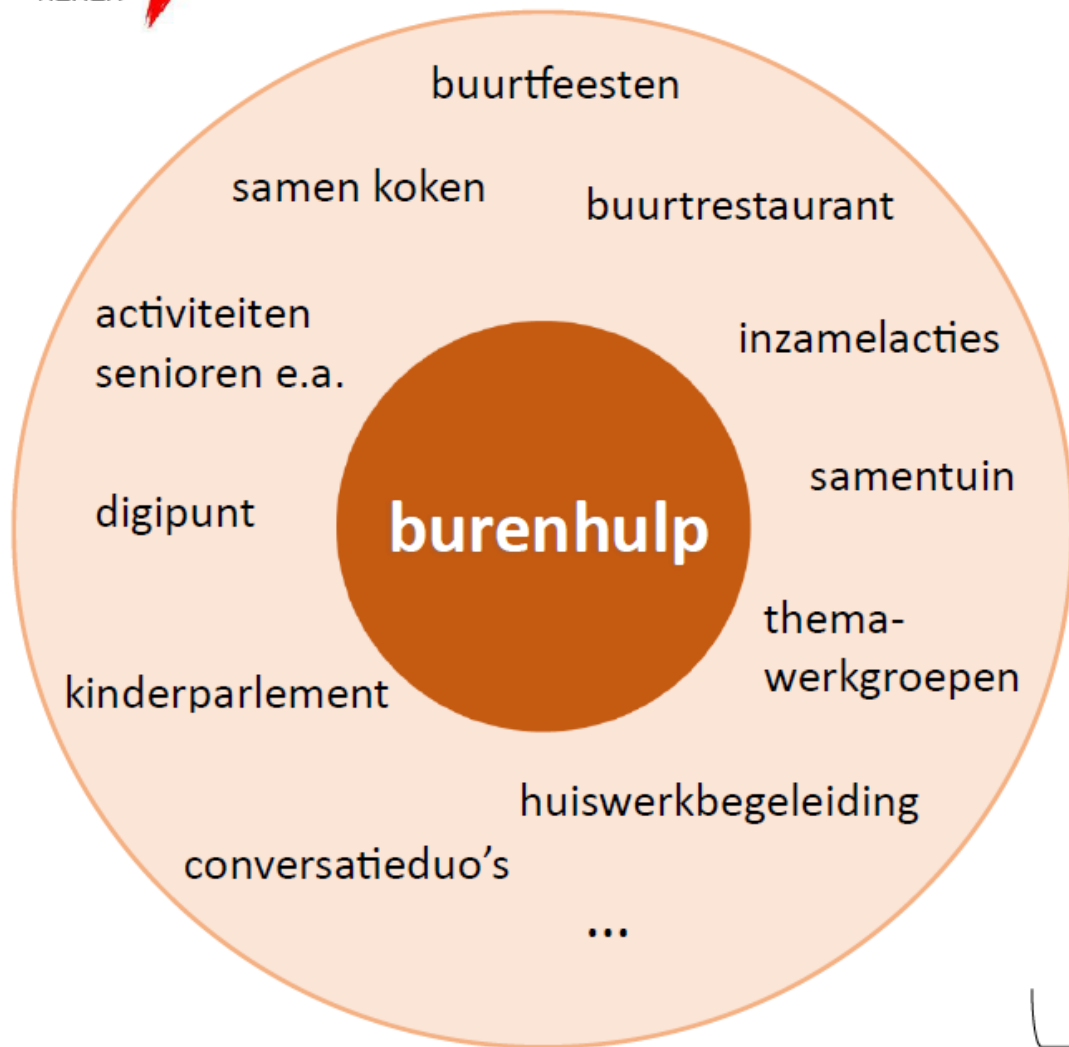 buurtfeesten
samen koken
buurtrestaurant
activiteiten
senioren e.a.
inzamelacties
samentuin
digipunt
burenhulp
thema-
werkgroepen
kinderparlement
huiswerkbegeleiding
conversatieduo's
...